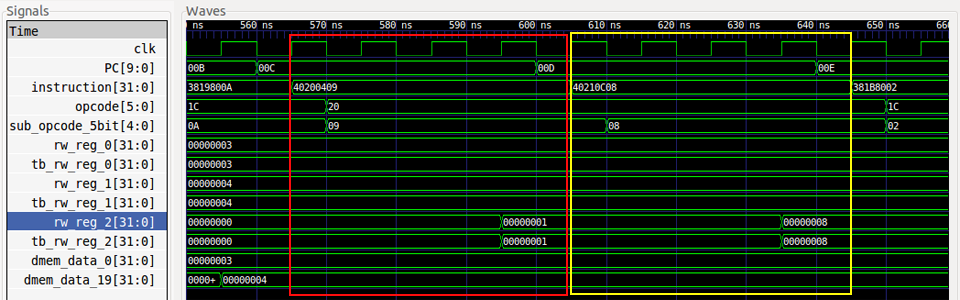 Signals
Waves
Time
ns 560 ns 570 ns 580 ns 590 ns 600 ns 610 ns 620 ns 630 ns 640 ns 650 ns 660
clk
PC[9:0] 00B 00C 00D 00E
instruction[31:0] 3819800A 40200409 40210C08 381B8002
opcode[5:0] 1C 20 1C
sub_opcode_5bit[4:0] 0A 09 08 02
rw_reg_0[31:0] 00000003
tb_rw_reg_0[31:0] 00000003
rw_reg_1[31:0] 00000004
tb_rw_reg_1[31:0] 00000004
rw_reg_2[31:0] 00000000 00000001 00000008
tb_rw_reg_2[31:0] 00000000 00000001 00000008
dmem_data_0[31:0] 00000003
dmem_data_19[31:0] 0000+ 00000004